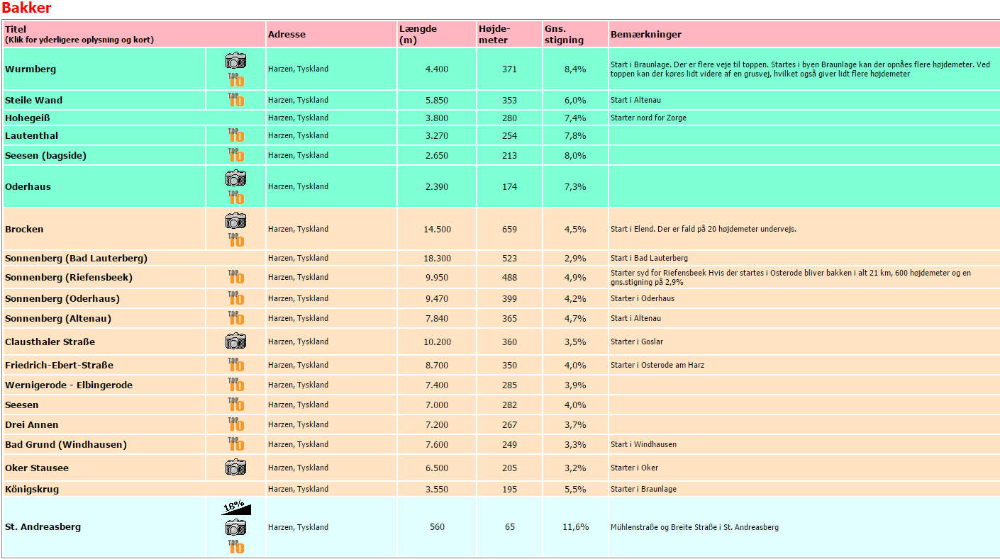 Bakker
Titel
(Klik for yderligere oplysning og kort)
Adresse
Længde
(m)
Højde-
meter
Gns.
stigning
Bemærkninger
Wurmberg
TOP 10
Harzen, Tyskland
4.400
371
8,4%
Start i Braunlage. Der er flere veje til toppen. Startes i byen Braunlage kan der opnåes flere højdemeter. Ved
toppen kan der køres lidt videre af en grusvej, hvilket også giver lidt flere højdemeter
Steile Wand
TOP 10
Harzen, Tyskland
5.850
353
6,0%
Start i Altenau
Hohegeiß
Harzen, Tyskland
3.800
280
7,4%
Starter nord for Zorge
Lautenthal
TOP 10
Harzen, Tyskland
3.270
254
7,8%
Seesen (bagside)
TOP 10
Harzen, Tyskland
2.650
213
8,0%
Oderhaus
TOP 10
Harzen, Tyskland
2.390
174
7,3%
Brocken
TOP 10
Harzen, Tyskland
14.500
659
4,5%
Start i Elend. Der er fald på 20 højdemeter undervejs.
Sonnenberg (Bad Lauterberg)
Harzen, Tyskland
18.300
523
2,9%
Start i Bad Lauterberg
Sonnenberg (Riefensbeek)
TOP 10
Harzen, Tyskland
9.950
488
4,9%
Starter syd for Riefensbeek Hvis der startes i Osterode bliver bakken i alt 21 km, 600 højdemeter og en
gns.stigning på 2,9%
Sonnenberg (Oderhaus)
TOP 10
Harzen, Tyskland
9.470
399
4,2%
Starter i Oderhaus
Sonnenberg (Altenau)
TOP 10
Harzen, Tyskland
7.840
365
4,7%
Start i Altenau
Clausthaler Straße
Harzen, Tyskland
10.200
360
3,5%
Starter i Goslar
Friedrich-Ebert-Straße
TOP 10
Harzen, Tyskland
8.700
350
4,0%
Starter i Osterode am Harz
Wernigerode - Elbingerode
TOP 10
Harzen, Tyskland
7.400
285
3,9%
Seesen
TOP 10
Harzen, Tyskland
7.000
282
4,0%
Drei Annen
TOP 10
Harzen, Tyskland
7.200
267
3,7%
Bad Grund (Windhausen)
TOP 10
Harzen, Tyskland
7.600
249
3,3%
Start i Windhausen
Oker Stausee
Harzen, Tyskland
6.500
205
3,2%
Starter i Oker
Königskrug
Harzen, Tyskland
3.550
195
5,5%
Starter i Braunlage
St. Andreasberg
18%
TOP 10
Harzen, Tyskland
560
65
11,6%
Mühlenstraße og Breite Straße i St. Andreasberg